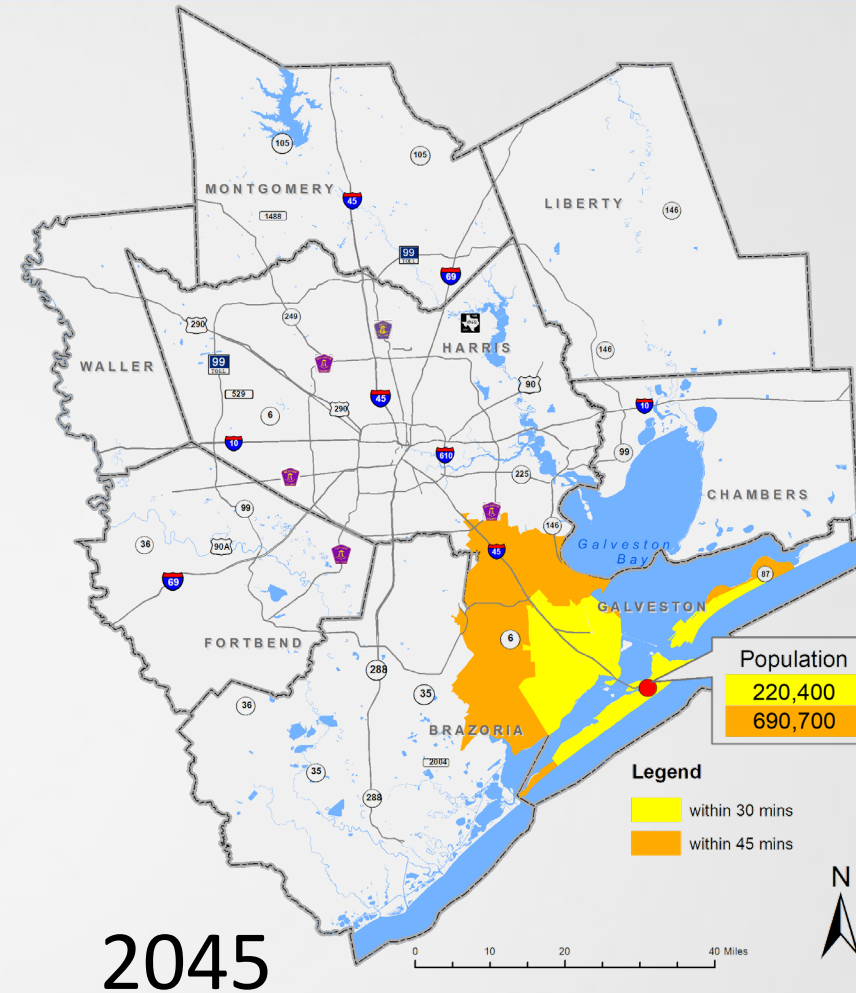 105
105
MONTGOMERY
45
1488
LIBERTY
146
99
TOLL
69
290
249
HARRIS
WALLER
99
TOLL
146
529
6
290
45
90
10
10
610
225
99
CHAMBERS
99
36
90A
146
Galveston
Bay
45
69
87
GALVESTON
FORTBEND
6
288
35
36
BRAZORIA
2004
35
288
Population
220,400
690,700
Legend
within 30 mins
within 45 mins
N
2045
0 10 20 40 Miles